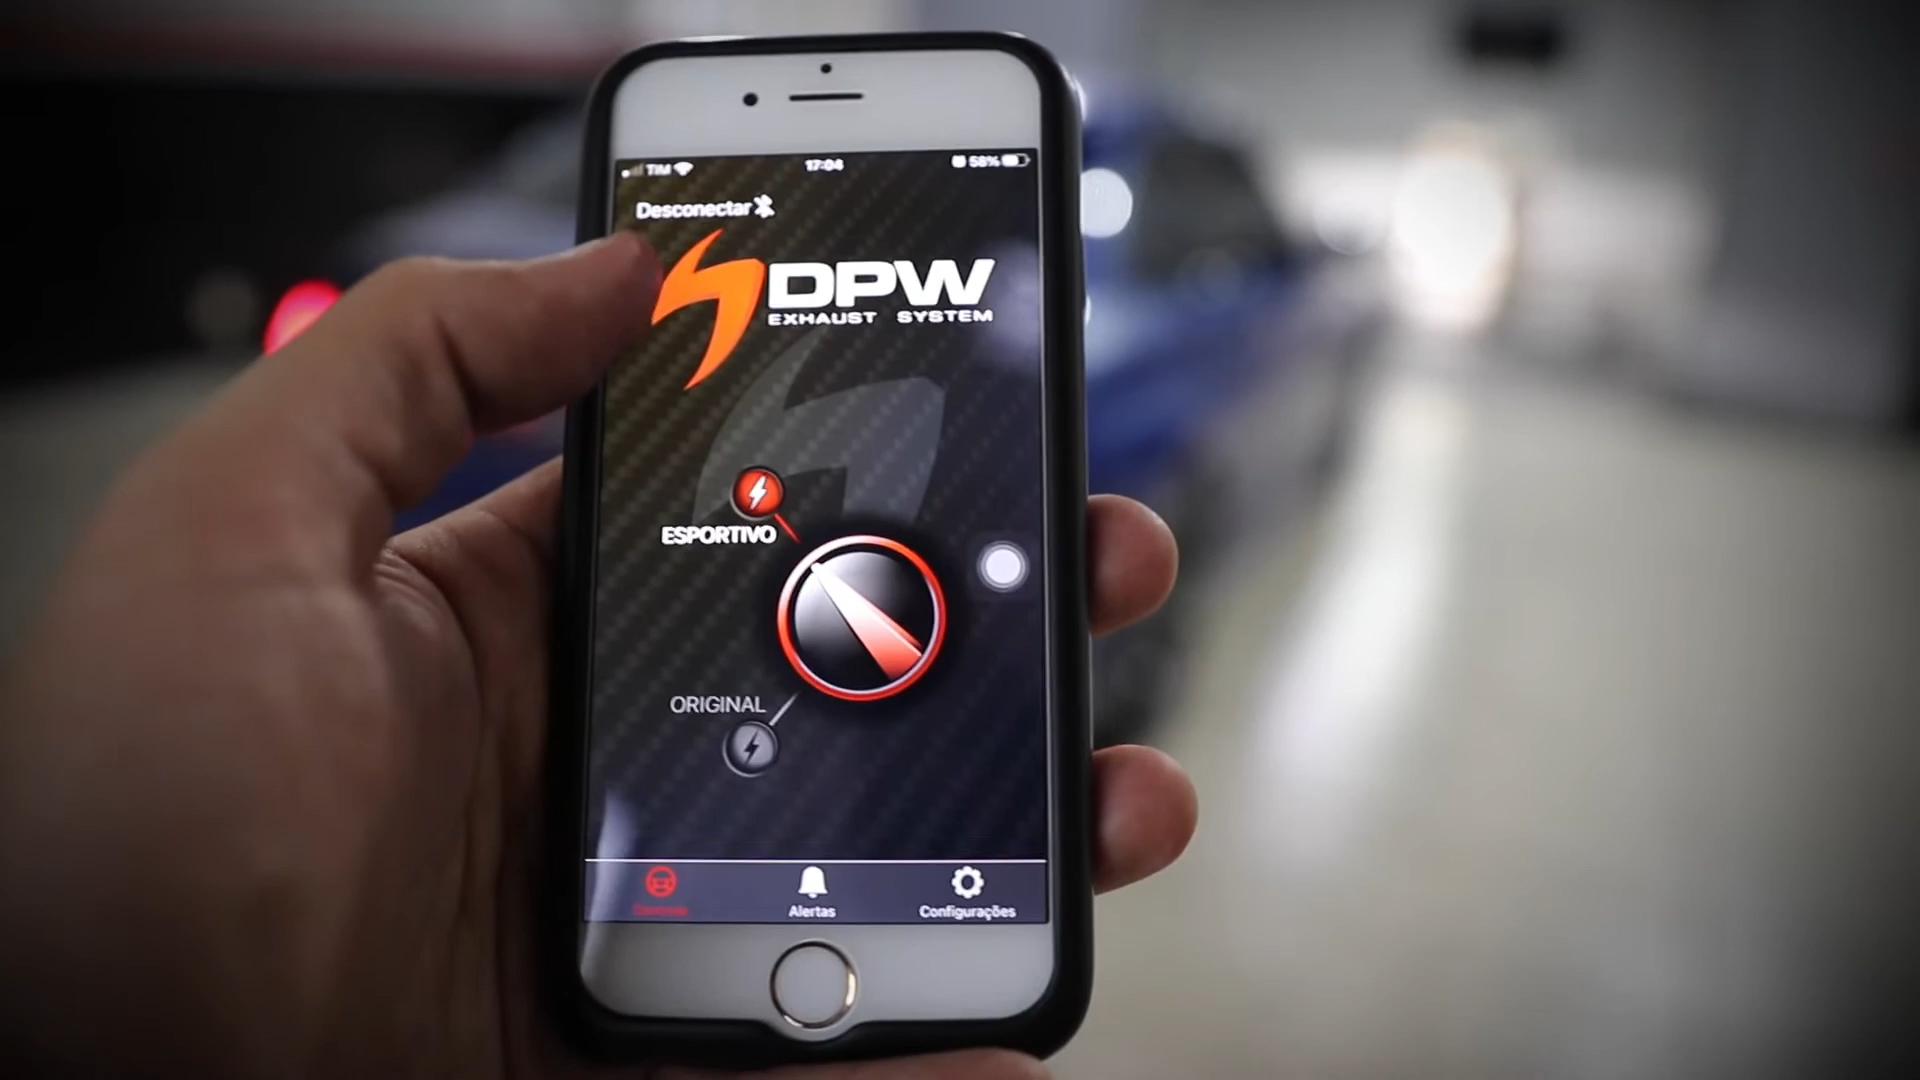 TIM 17:04 58%
Desconectar
DPW
EXHAUST SYSTEM
ESPORTIVO
ORIGINAL
Alertas Configurações